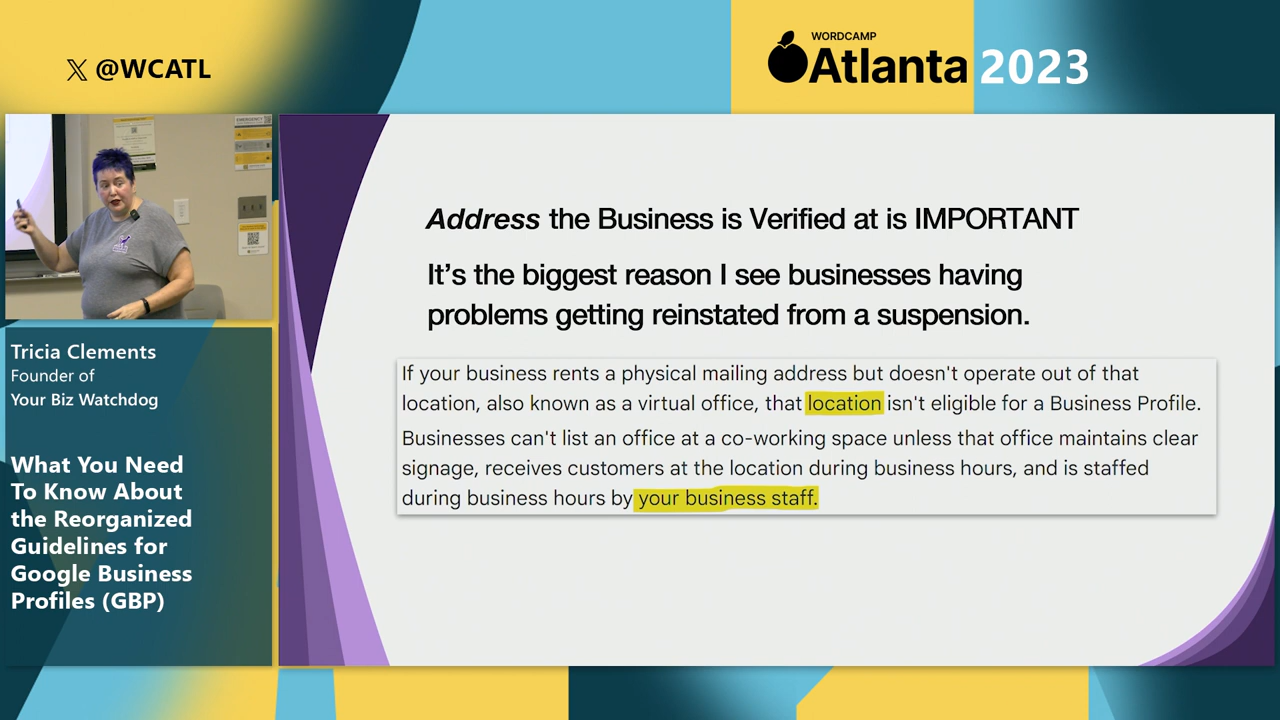 𝕏 @WCATL
WORDCAMP
Atlanta 2023
EMERGENCY
Tricia Clements
Founder of
Your Biz Watchdog
What You Need
To Know About
the Reorganized
Guidelines for
Google Business
Profiles (GBP)
Address the Business is Verified at is IMPORTANT
It's the biggest reason I see businesses having
problems getting reinstated from a suspension.
If your business rents a physical mailing address but doesn't operate out of that
location, also known as a virtual office, that location isn't eligible for a Business Profile.
Businesses can't list an office at a co-working space unless that office maintains clear
signage, receives customers at the location during business hours, and is staffed
during business hours by your business staff.